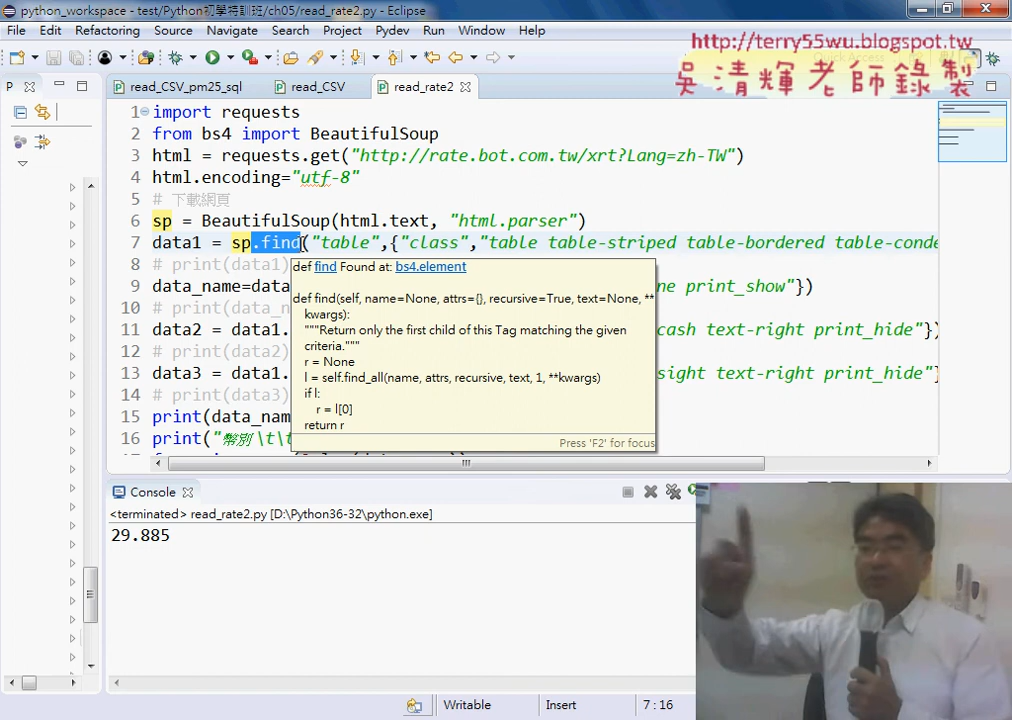 python_workspace - test/Python初學特訓班/ch05/read_rate2.py - Eclipse
File Edit Refactoring Source Navigate Search Project Pydev Run Window Help
http://terry55wu.blogspot.tw
吳清輝老師錄製
P
read_CSV_pm25_sql read_CSV read_rate2
1 import requests
2 from bs4 import BeautifulSoup
3 html = requests.get("http://rate.bot.com.tw/xrt?Lang=zh-TW")
4 html.encoding="utf-8"
5 # 下載網頁
6 sp = BeautifulSoup(html.text, "html.parser")
7 data1 = sp.find("table",{"class","table table-striped table-bordered table-conde
8 # print(data1)
9 data_name=data ne print_show"})
10 # print(data_n
11 data2 = data1. cash text-right print_hide"})
12 # print(data2)
13 data3 = data1. sight text-right print_hide"}
14 # print(data3)
15 print(data_nam
16 print("幣別\t\t
def find Found at: bs4.element
def find(self, name=None, attrs={}, recursive=True, text=None, **
kwargs):
"""Return only the first child of this Tag matching the given
criteria."""
r = None
l = self.find_all(name, attrs, recursive, text, 1, **kwargs)
if l:
r = l[0]
return r
Press 'F2' for focus
Console
<terminated> read_rate2.py [D:\Python36-32\python.exe]
29.885
Writable Insert 7 : 16